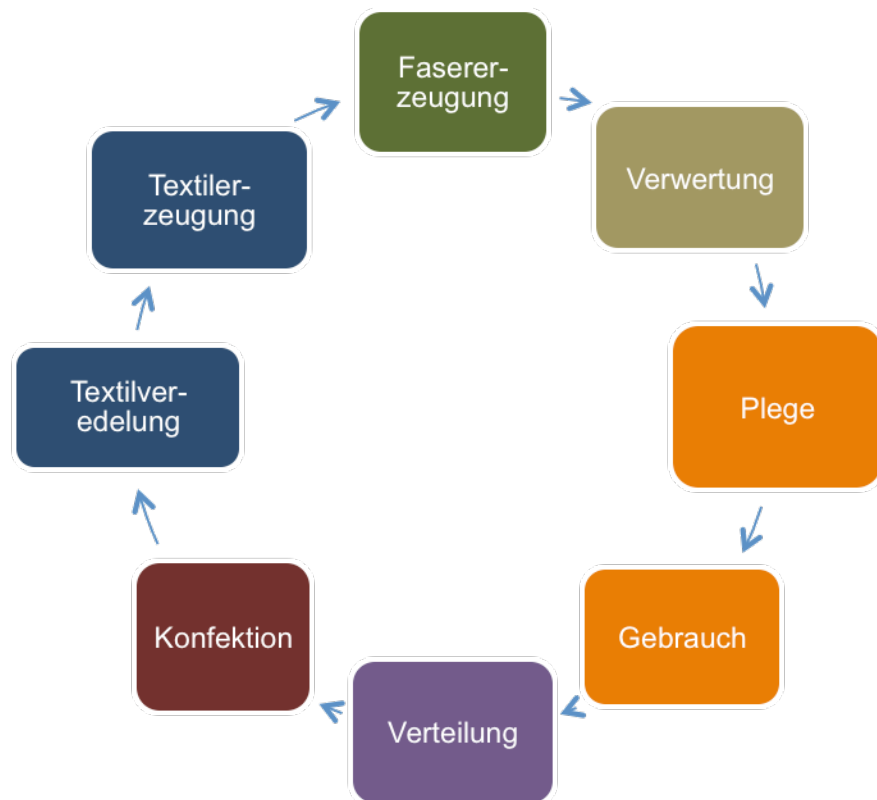 Faserer-
zeugung
Verwertung
Plege
Gebrauch
Verteilung
Konfektion
Textilver-
edelung
Textiler-
zeugung